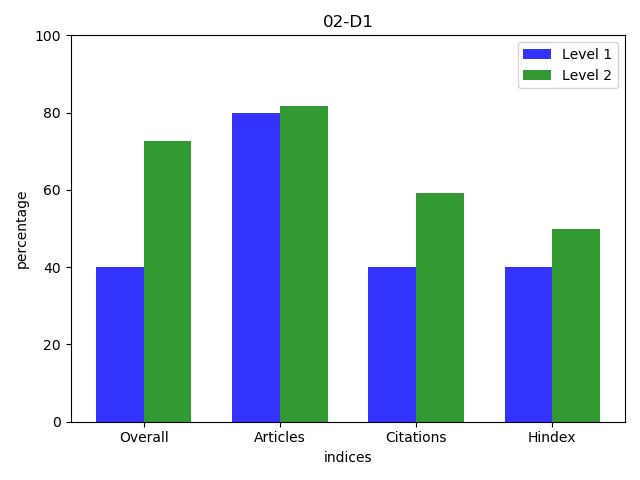 02-D1
Level 1
Level 2
100
80
60
40
20
0
percentage
Overall Articles Citations Hindex
indices